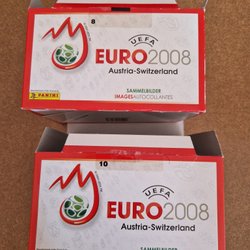 8
UEFA
EURO2008
Austria-Switzerland
PANINI
SAMMELBILDER
IMAGES AUTOCOLLANTES
10
UEFA
EURO2008
Austria-Switzerland
SAMMELBILDER